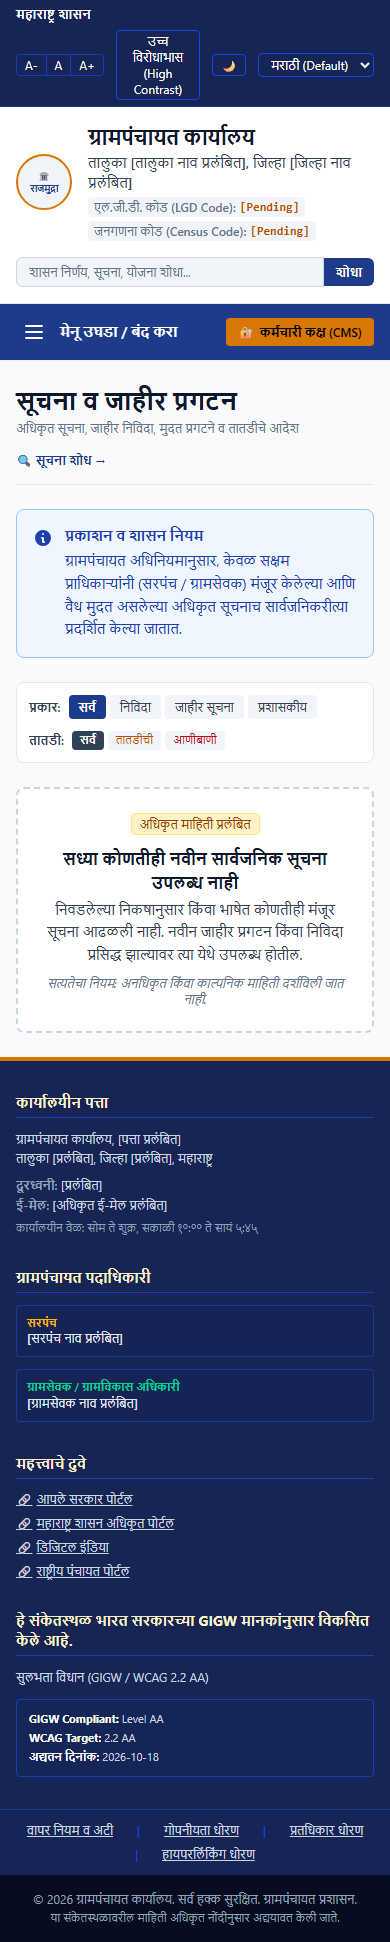 महाराष्ट्र शासन
A- A A+
उच्च
विरोधाभास
(High
Contrast)
मराठी (Default)
राजमुद्रा
ग्रामपंचायत कार्यालय
तालुका [तालुका नाव प्रलंबित], जिल्हा [जिल्हा नाव
प्रलंबित]
एल.जी.डी. कोड (LGD Code): [Pending]
जनगणना कोड (Census Code): [Pending]
शासन निर्णय, सूचना, योजना शोधा...
शोधा
मेनू उघडा / बंद करा
कर्मचारी कक्ष (CMS)
सूचना व जाहीर प्रगटन
अधिकृत सूचना, जाहीर निविदा, मुदत प्रगटने व तातडीचे आदेश
सूचना शोध →
प्रकाशन व शासन नियम
ग्रामपंचायत अधिनियमानुसार, केवळ सक्षम
प्राधिकाऱ्यांनी (सरपंच / ग्रामसेवक) मंजूर केलेल्या आणि
वैध मुदत असलेल्या अधिकृत सूचनाच सार्वजनिकरीत्या
प्रदर्शित केल्या जातात.
प्रकार: सर्व निविदा जाहीर सूचना प्रशासकीय
तातडी: सर्व तातडीची आणीबाणी
अधिकृत माहिती प्रलंबित
सध्या कोणतीही नवीन सार्वजनिक सूचना
उपलब्ध नाही
निवडलेल्या निकषानुसार किंवा भाषेत कोणतीही मंजूर
सूचना आढळली नाही. नवीन जाहीर प्रगटन किंवा निविदा
प्रसिद्ध झाल्यावर त्या येथे उपलब्ध होतील.
सत्यतेचा नियम: अनधिकृत किंवा काल्पनिक माहिती दर्शविली जात
नाही.
कार्यालयीन पत्ता
ग्रामपंचायत कार्यालय, [पत्ता प्रलंबित]
तालुका [प्रलंबित], जिल्हा [प्रलंबित], महाराष्ट्र
दूरध्वनी: [प्रलंबित]
ई-मेल: [अधिकृत ई-मेल प्रलंबित]
कार्यालयीन वेळ: सोम ते शुक्र, सकाळी १०:०० ते सायं ५:४५
ग्रामपंचायत पदाधिकारी
सरपंच
[सरपंच नाव प्रलंबित]
ग्रामसेवक / ग्रामविकास अधिकारी
[ग्रामसेवक नाव प्रलंबित]
महत्त्वाचे दुवे
आपले सरकार पोर्टल
महाराष्ट्र शासन अधिकृत पोर्टल
डिजिटल इंडिया
राष्ट्रीय पंचायत पोर्टल
हे संकेतस्थळ भारत सरकारच्या GIGW मानकांनुसार विकसित
केले आहे.
सुलभता विधान (GIGW / WCAG 2.2 AA)
GIGW Compliant: Level AA
WCAG Target: 2.2 AA
अद्यतन दिनांक: 2026-10-18
वापर नियम व अटी | गोपनीयता धोरण | प्रतधिकार धोरण
| हायपरलिंकिंग धोरण
© 2026 ग्रामपंचायत कार्यालय. सर्व हक्क सुरक्षित. ग्रामपंचायत प्रशासन.
या संकेतस्थळावरील माहिती अधिकृत नोंदीनुसार अद्ययावत केली जाते.